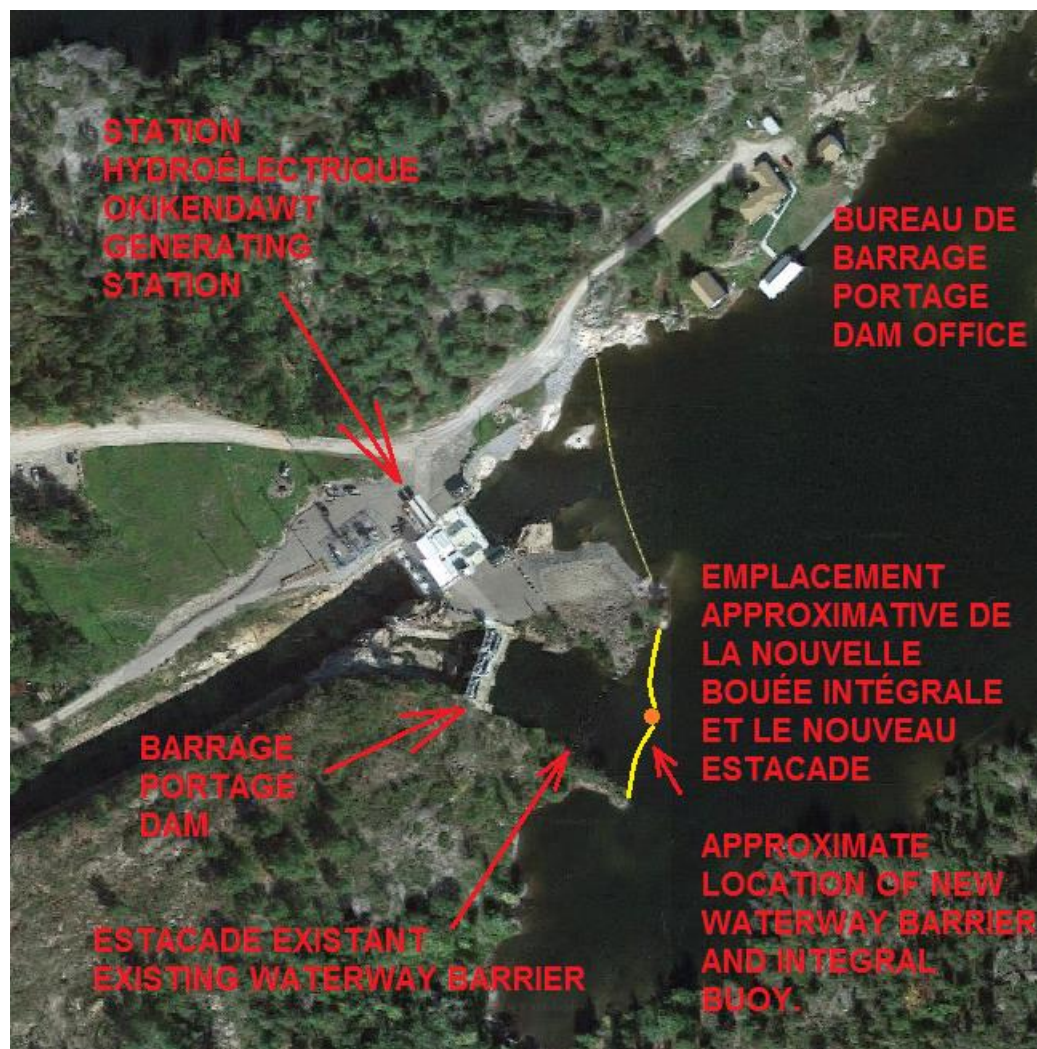 STATION
HYDROÉLECTRIQUE
OKIKENDAWT
GENERATING
STATION
BUREAU DE
BARRAGE
PORTAGE
DAM OFFICE
EMPLACEMENT
APPROXIMATIVE DE
LA NOUVELLE
BOUÉE INTÉGRALE
ET LE NOUVEAU
ESTACADE
BARRAGE
PORTAGE
DAM
APPROXIMATE
LOCATION OF NEW
WATERWAY BARRIER
AND INTEGRAL
BUOY.
ESTACADE EXISTANT
EXISTING WATERWAY BARRIER